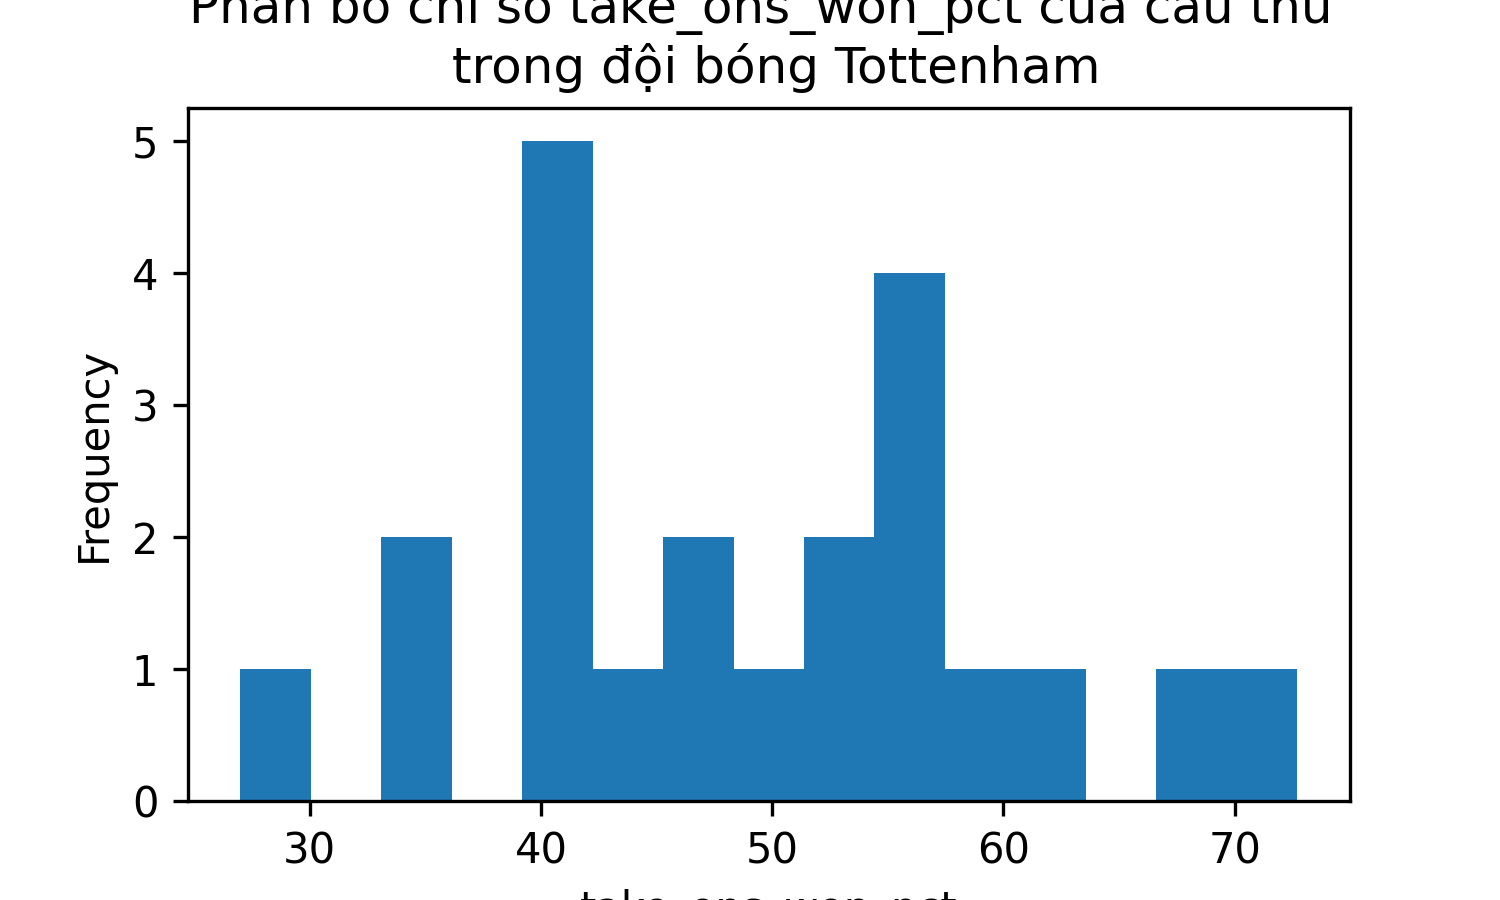 Phân bố chỉ số take_ons_won_pct của cầu thủ
trong đội bóng Tottenham
5
4
3
2
1
0
Frequency
30 40 50 60 70
take_ons_won_pct